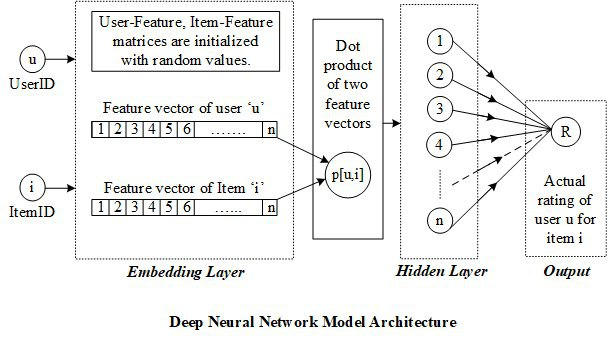 u
UserID
i
ItemID
User-Feature, Item-Feature
matrices are initialized
with random values.
Feature vector of user ‘u’
1 2 3 4 5 6 ....... n
Feature vector of Item ‘i’
1 2 3 4 5 6 ...... n
Embedding Layer
Dot
product
of two
feature
vectors
p[u,i]
1
2
3
4
n
Hidden Layer
R
Actual
rating of
user u for
item i
Output
Deep Neural Network Model Architecture